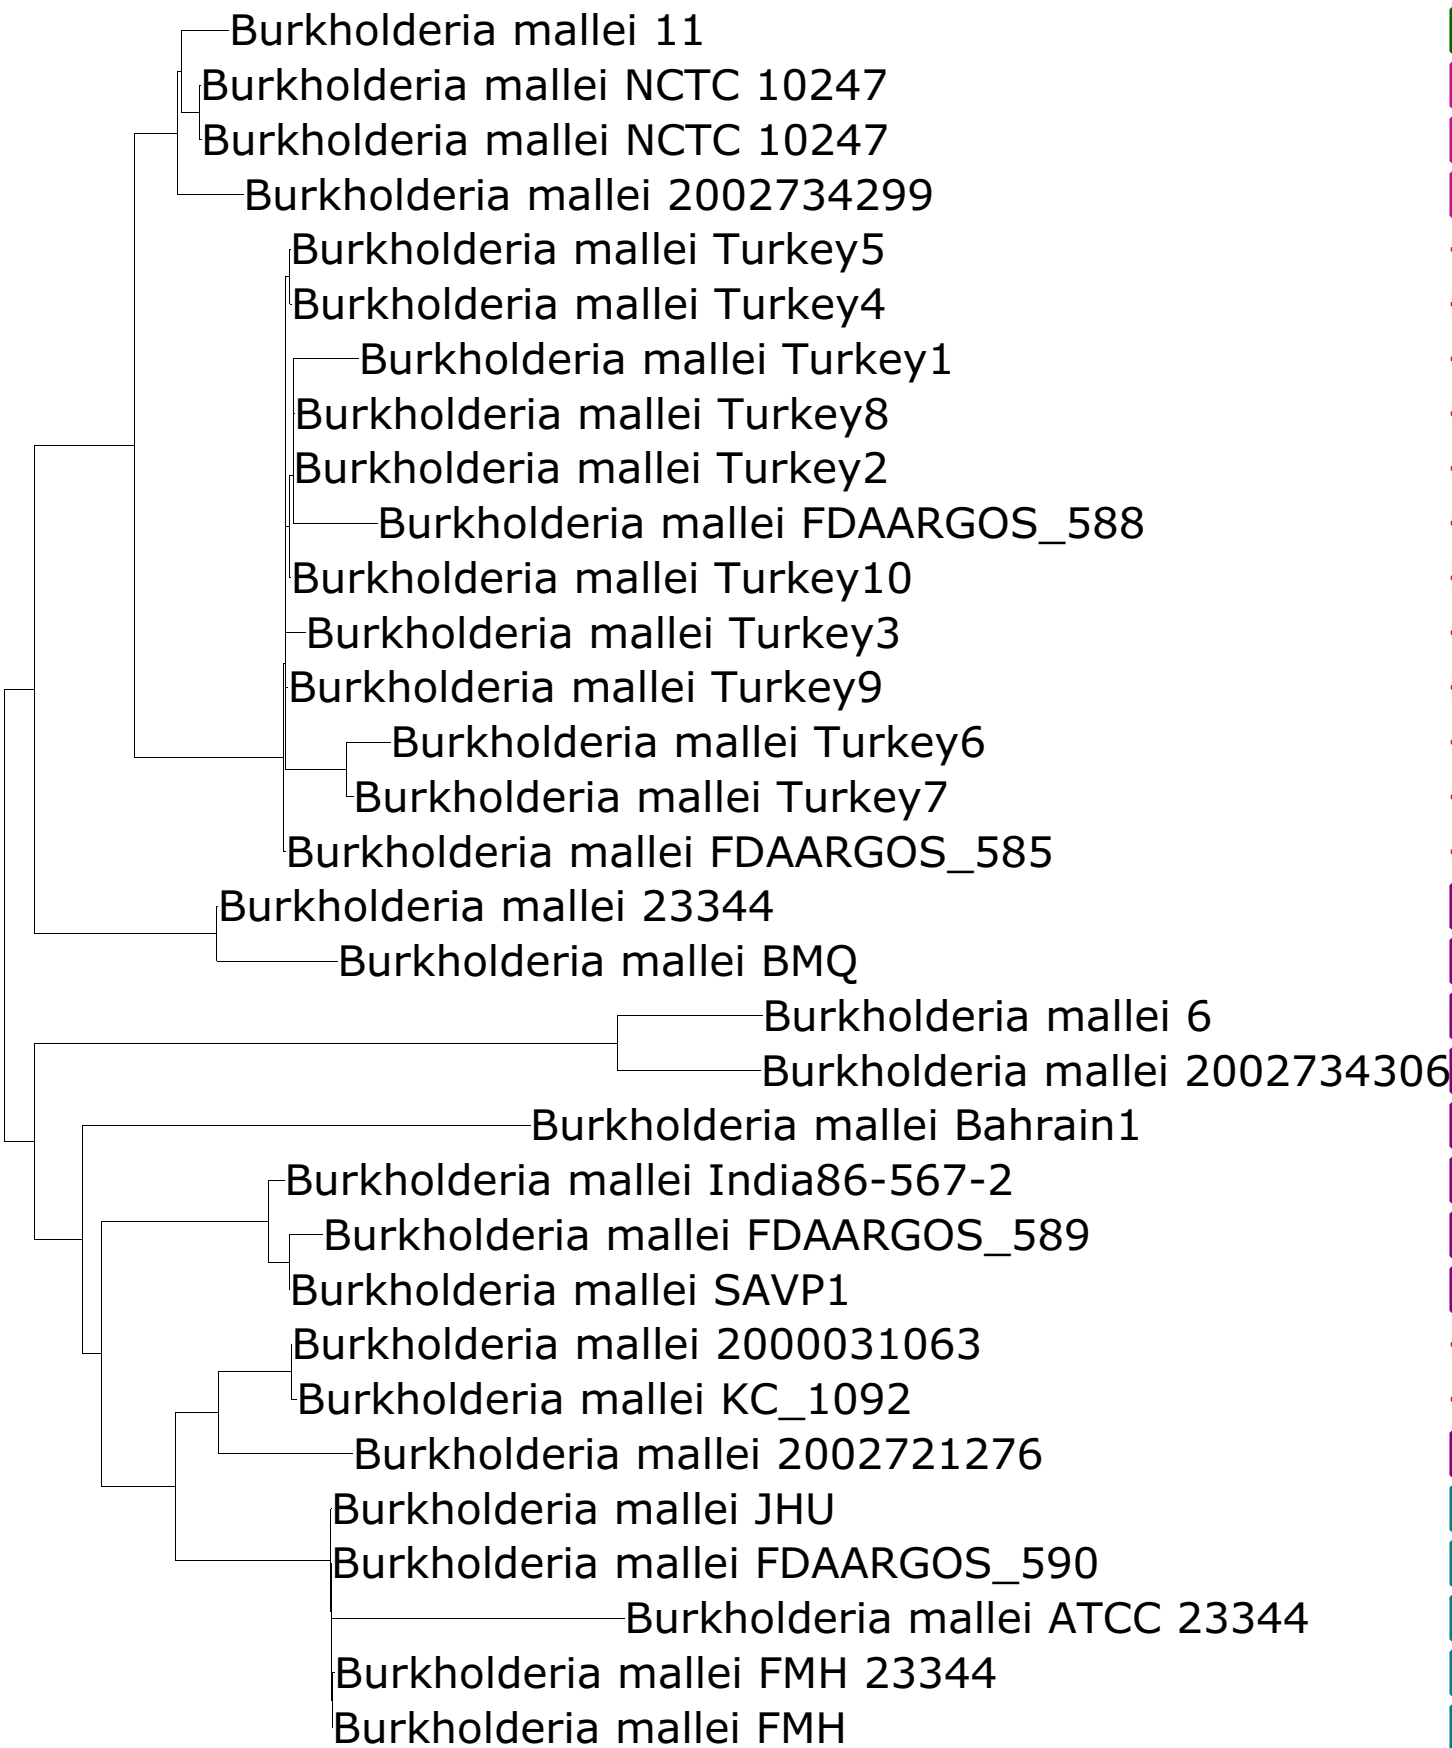 Burkholderia mallei 11
Burkholderia mallei NCTC 10247
Burkholderia mallei NCTC 10247
Burkholderia mallei 2002734299
Burkholderia mallei Turkey5
Burkholderia mallei Turkey4
Burkholderia mallei Turkey1
Burkholderia mallei Turkey8
Burkholderia mallei Turkey2
Burkholderia mallei FDAARGOS_588
Burkholderia mallei Turkey10
Burkholderia mallei Turkey3
Burkholderia mallei Turkey9
Burkholderia mallei Turkey6
Burkholderia mallei Turkey7
Burkholderia mallei FDAARGOS_585
Burkholderia mallei 23344
Burkholderia mallei BMQ
Burkholderia mallei 6
Burkholderia mallei 2002734306
Burkholderia mallei Bahrain1
Burkholderia mallei India86-567-2
Burkholderia mallei FDAARGOS_589
Burkholderia mallei SAVP1
Burkholderia mallei 2000031063
Burkholderia mallei KC_1092
Burkholderia mallei 2002721276
Burkholderia mallei JHU
Burkholderia mallei FDAARGOS_590
Burkholderia mallei ATCC 23344
Burkholderia mallei FMH 23344
Burkholderia mallei FMH